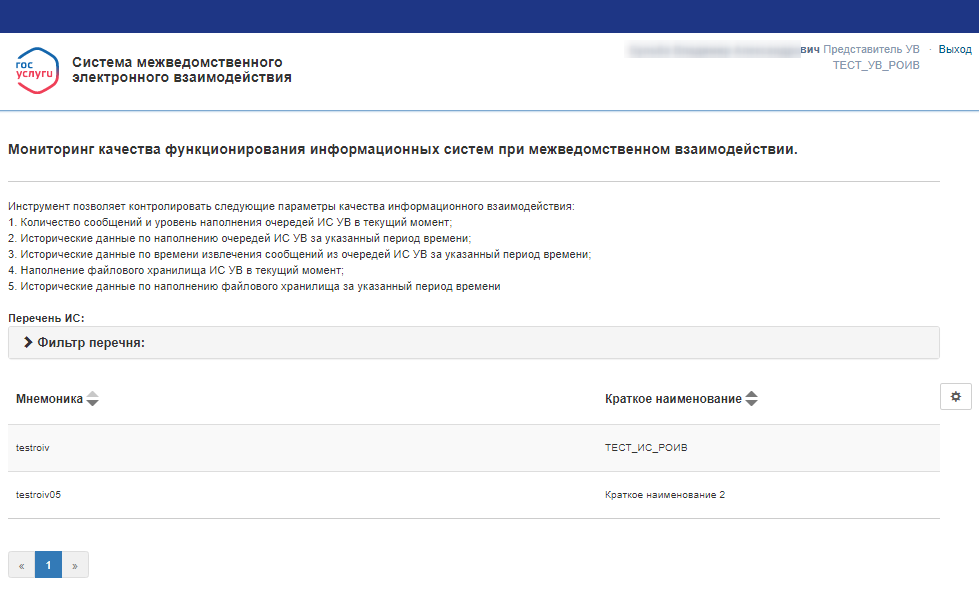 гос
услуги
Система межведомственного
электронного взаимодействия
вич Представитель УВ · Выход
ТЕСТ_УВ_РОИВ
Мониторинг качества функционирования информационных систем при межведомственном взаимодействии.
Инструмент позволяет контролировать следующие параметры качества информационного взаимодействия:
1. Количество сообщений и уровень наполнения очередей ИС УВ в текущий момент;
2. Исторические данные по наполнению очередей ИС УВ за указанный период времени;
3. Исторические данные по времени извлечения сообщений из очередей ИС УВ за указанный период времени;
4. Наполнение файлового хранилища ИС УВ в текущий момент;
5. Исторические данные по наполнению файлового хранилища за указанный период времени
Перечень ИС:
Фильтр перечня:
Мнемоника Краткое наименование
testroiv ТЕСТ_ИС_РОИВ
testroiv05 Краткое наименование 2
« 1 »